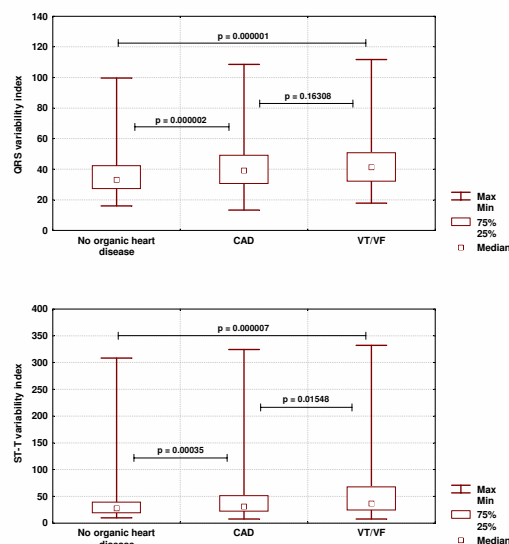 140
120
100
80
60
40
20
0
QRS variability index
p = 0.000001
p = 0.16308
p = 0.000002
No organic heart
disease
CAD
VT/VF
Max
Min
75%
25%
Median
400
350
300
250
200
150
100
50
0
ST-T variability index
p = 0.000007
p = 0.01548
p = 0.00035
No organic heart
disease
CAD
VT/VF
Max
Min
75%
25%
Median